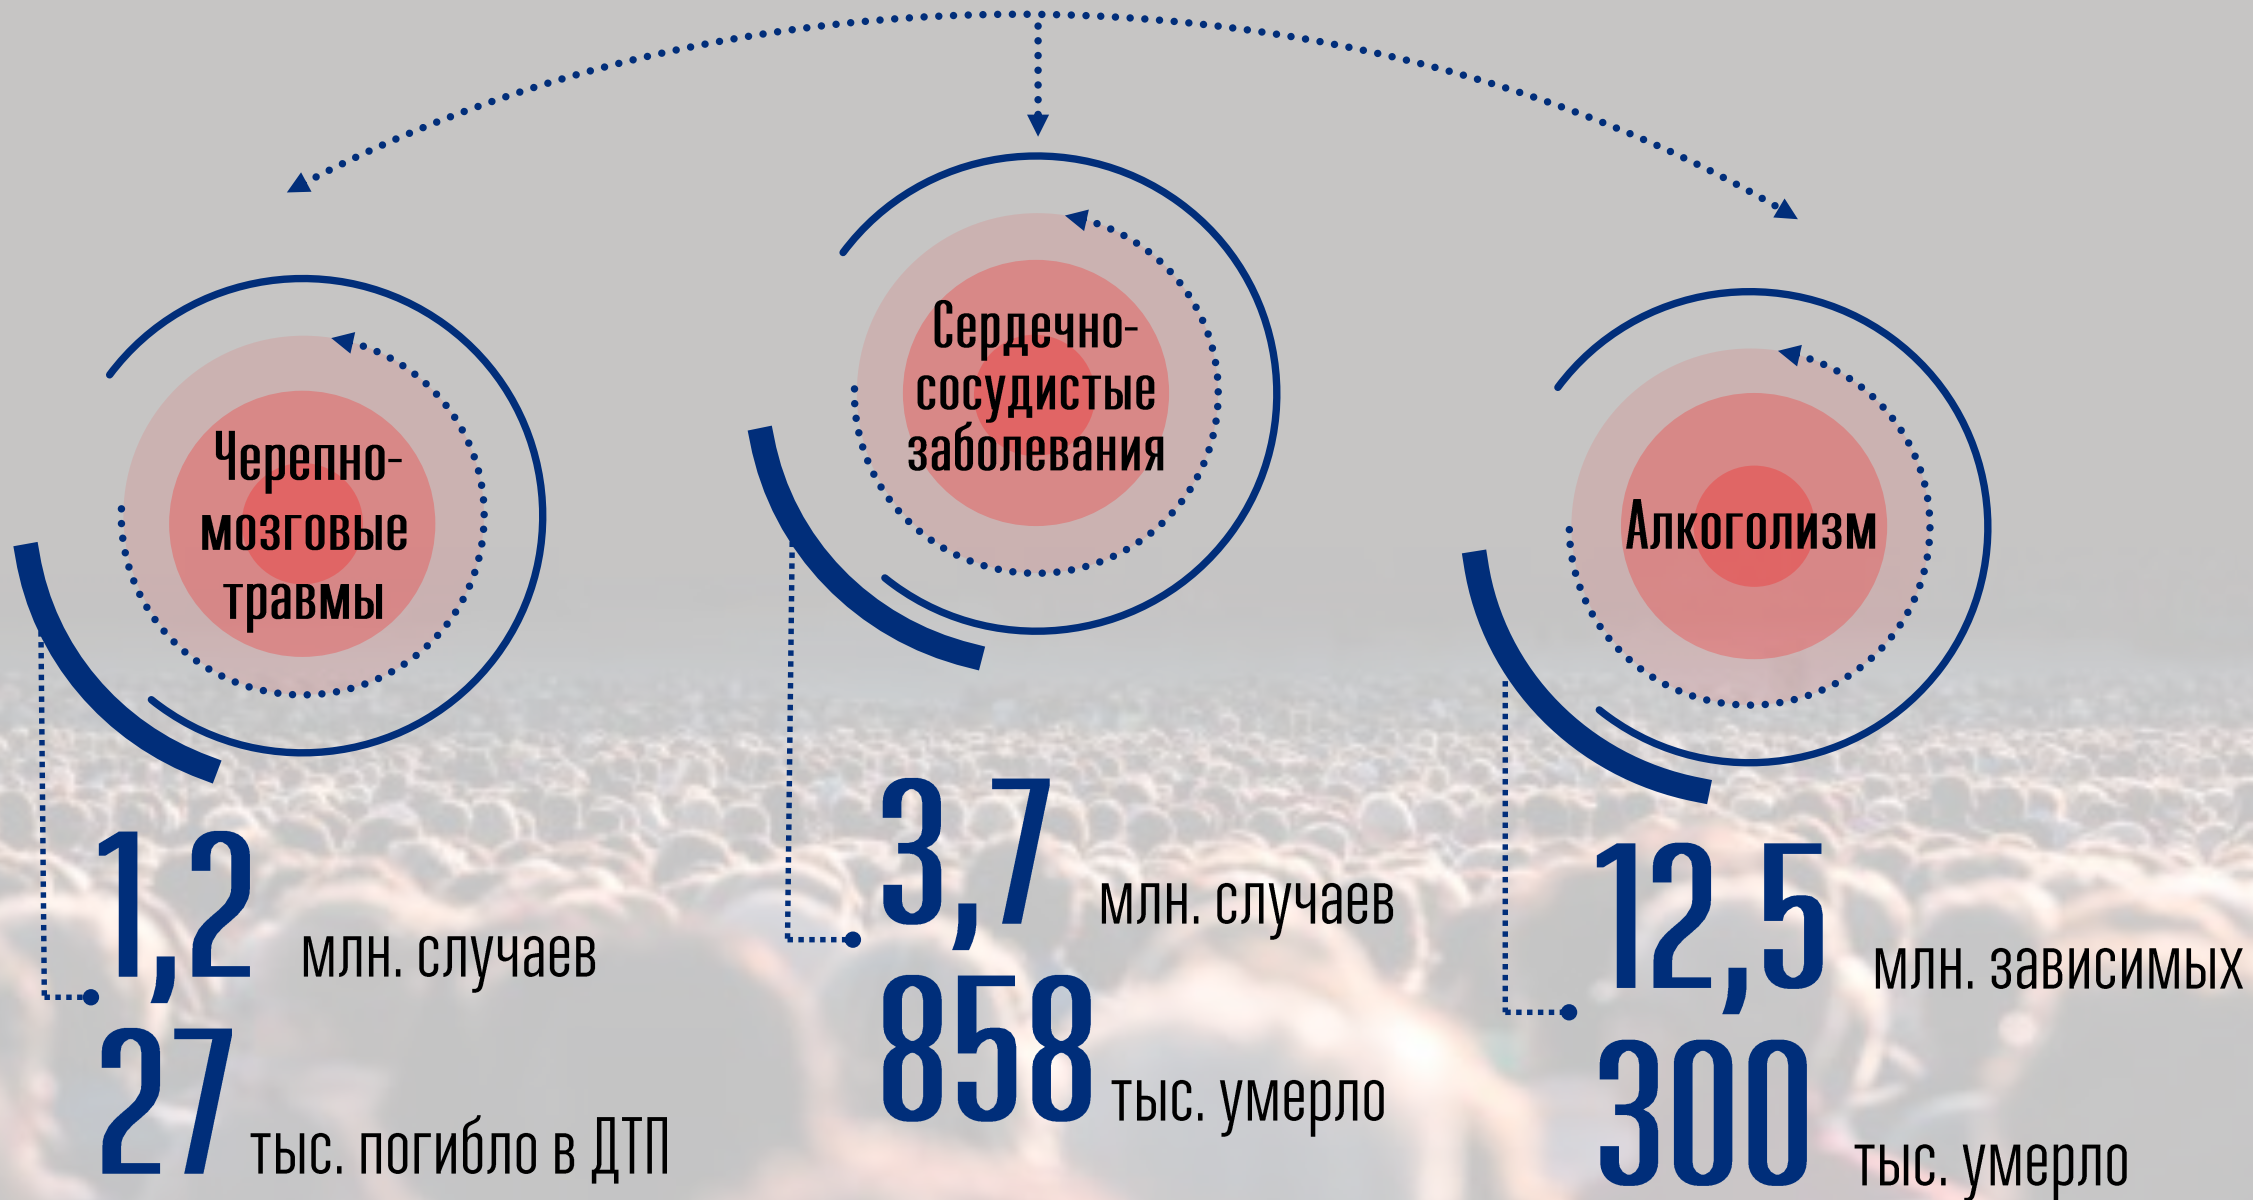 Черепно-
мозговые
травмы
1,2 млн. случаев
27 тыс. погибло в ДТП
Сердечно-
сосудистые
заболевания
3,7 млн. случаев
858 тыс. умерло
Алкоголизм
12,5 млн. зависимых
300 тыс. умерло